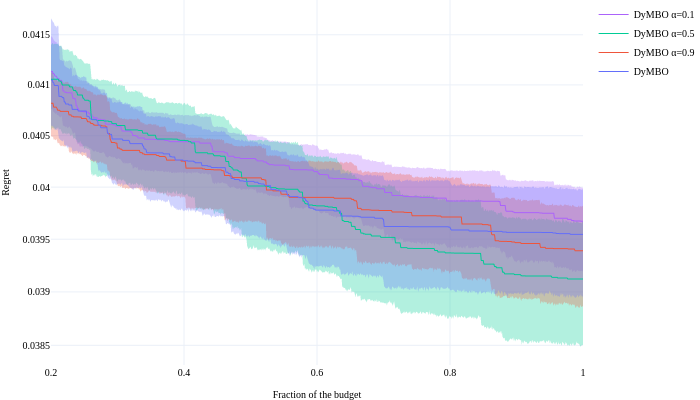 DyMBO α=0.1
DyMBO α=0.5
DyMBO α=0.9
DyMBO
Regret
0.0415
0.041
0.0405
0.04
0.0395
0.039
0.0385
0.2
0.4
0.6
0.8
1
Fraction of the budget